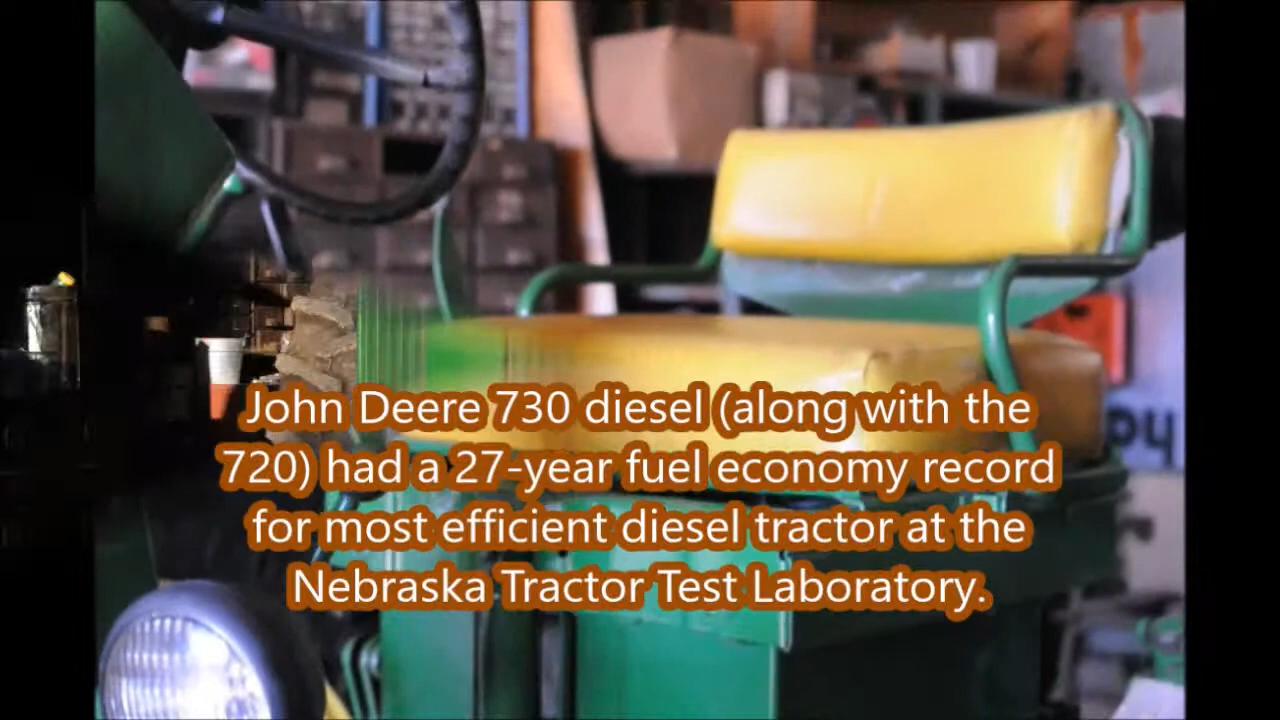 John Deere 730 diesel (along with the
720) had a 27-year fuel economy record
for most efficient diesel tractor at the
Nebraska Tractor Test Laboratory.